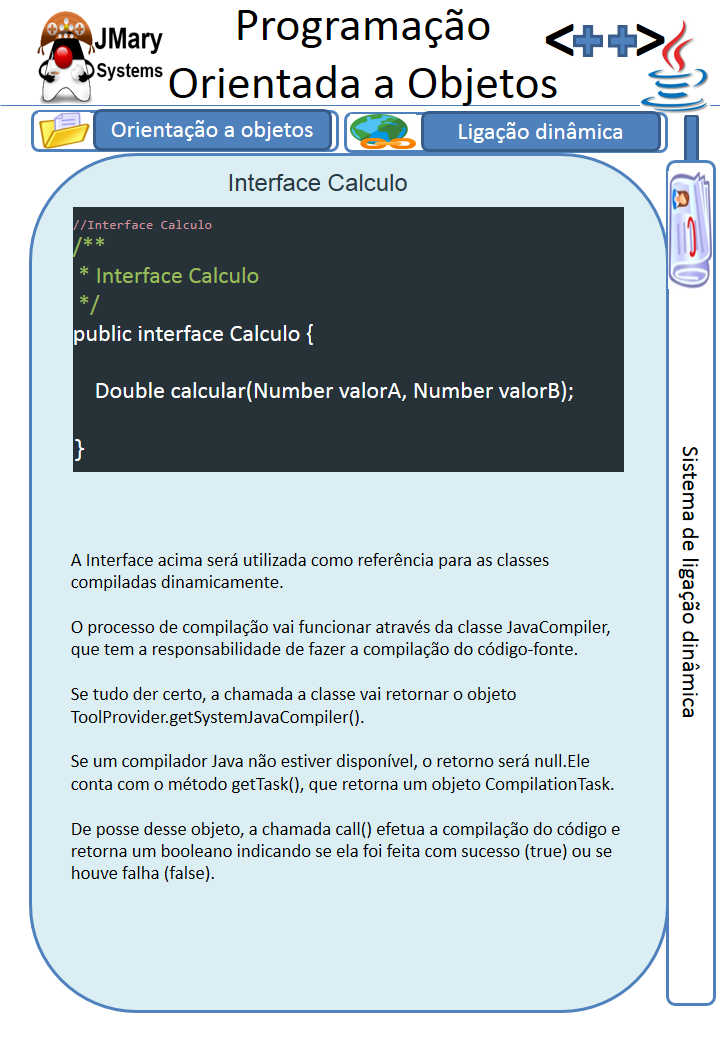 JMary
Systems
Programação
Orientada a Objetos
<++>
Orientação a objetos
Ligação dinâmica
Interface Calculo
//Interface Calculo
/**
* Interface Calculo
*/
public interface Calculo {
Double calcular(Number valorA, Number valorB);
}
A Interface acima será utilizada como referência para as classes
compiladas dinamicamente.
O processo de compilação vai funcionar através da classe JavaCompiler,
que tem a responsabilidade de fazer a compilação do código-fonte.
Se tudo der certo, a chamada a classe vai retornar o objeto
ToolProvider.getSystemJavaCompiler().
Se um compilador Java não estiver disponível, o retorno será null.Ele
conta com o método getTask(), que retorna um objeto CompilationTask.
De posse desse objeto, a chamada call() efetua a compilação do código e
retorna um booleano indicando se ela foi feita com sucesso (true) ou se
houve falha (false).
Sistema de ligação dinâmica